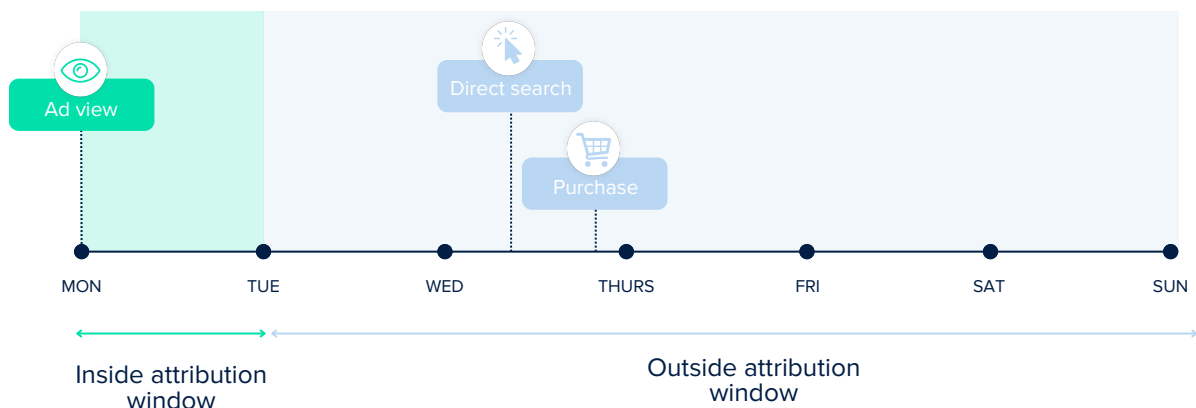 Ad view
Direct search
Purchase
MON
TUE
WED
THURS
FRI
SAT
SUN
Inside attribution
window
Outside attribution
window